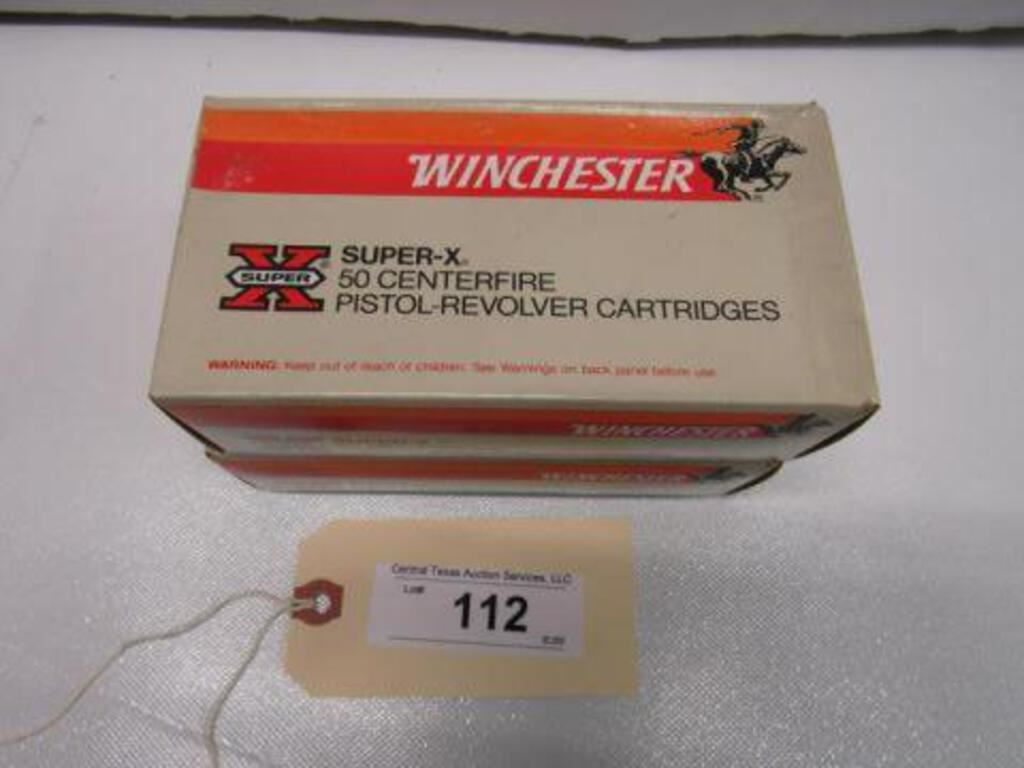 WINCHESTER
SUPER
SUPER-X®
50 CENTERFIRE
PISTOL-REVOLVER CARTRIDGES
WARNING: Keep out of reach of children. See Warnings on back panel before use.
WINCHESTER
SUPER-X
WINCHESTER
Central Texas Auction Services, LLC
Lot#
112